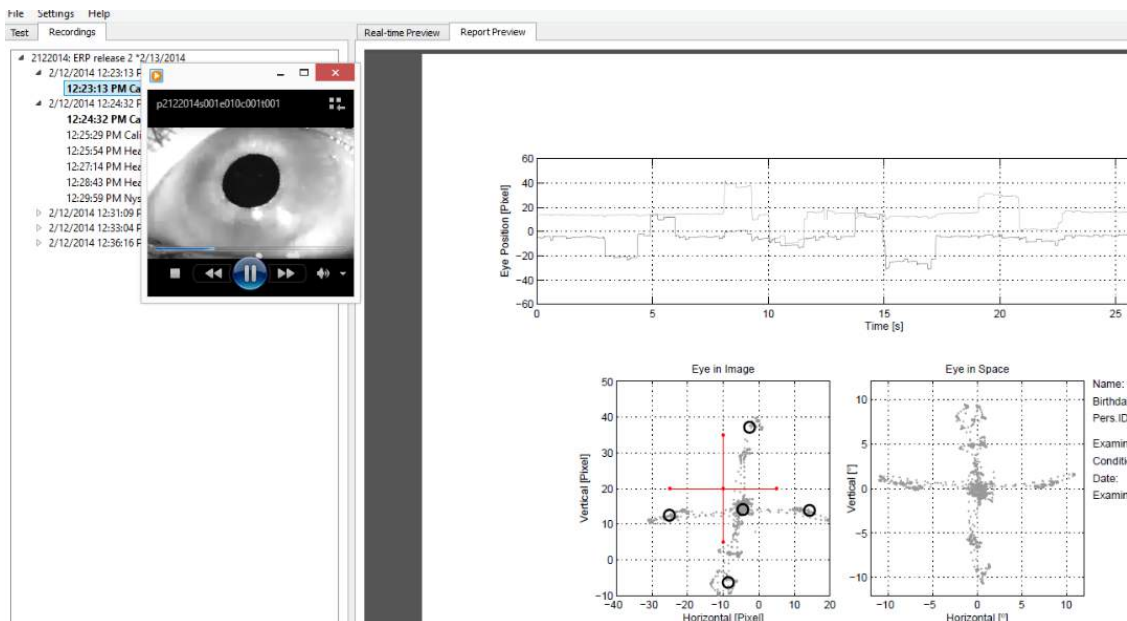 File Settings Help
Test Recordings
2122014: ERP release 2 *2/13/2014
2/12/2014 12:23:13 P
12:23:13 PM Ca
2/12/2014 12:24:32 P
12:24:32 PM Ca
12:25:29 PM Cali
12:25:54 PM Hea
12:27:14 PM Hea
12:28:43 PM Hea
12:29:59 PM Nys
2/12/2014 12:31:09 P
2/12/2014 12:33:04 P
2/12/2014 12:36:16 P
p2122014s001e010c001t001
Real-time Preview Report Preview
Eye Position [Pixel]
60
40
20
0
−20
−40
−60
0 5 10 15 20 25
Time [s]
Eye in Image
Vertical [Pixel]
50
40
30
20
10
0
−10
−40 −30 −20 −10 0 10 20
Horizontal [Pixel]
Eye in Space
Vertical [°]
10
5
0
−5
−10
−10 −5 0 5 10
Horizontal [°]
Name:
Birthda
Pers.ID
Examin
Conditio
Date:
Examin